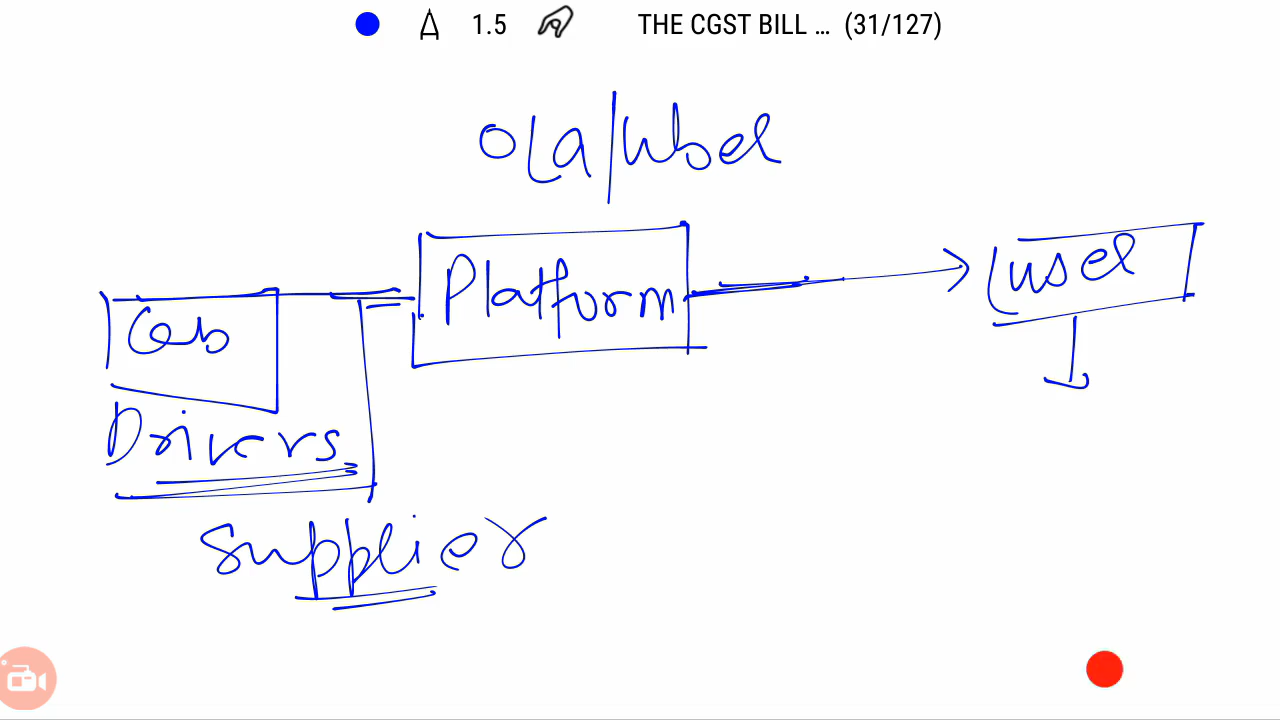 1.5 THE CGST BILL ... (31/127)
Ola/Uber
Platform
user
Cab
Drivers
Supplier